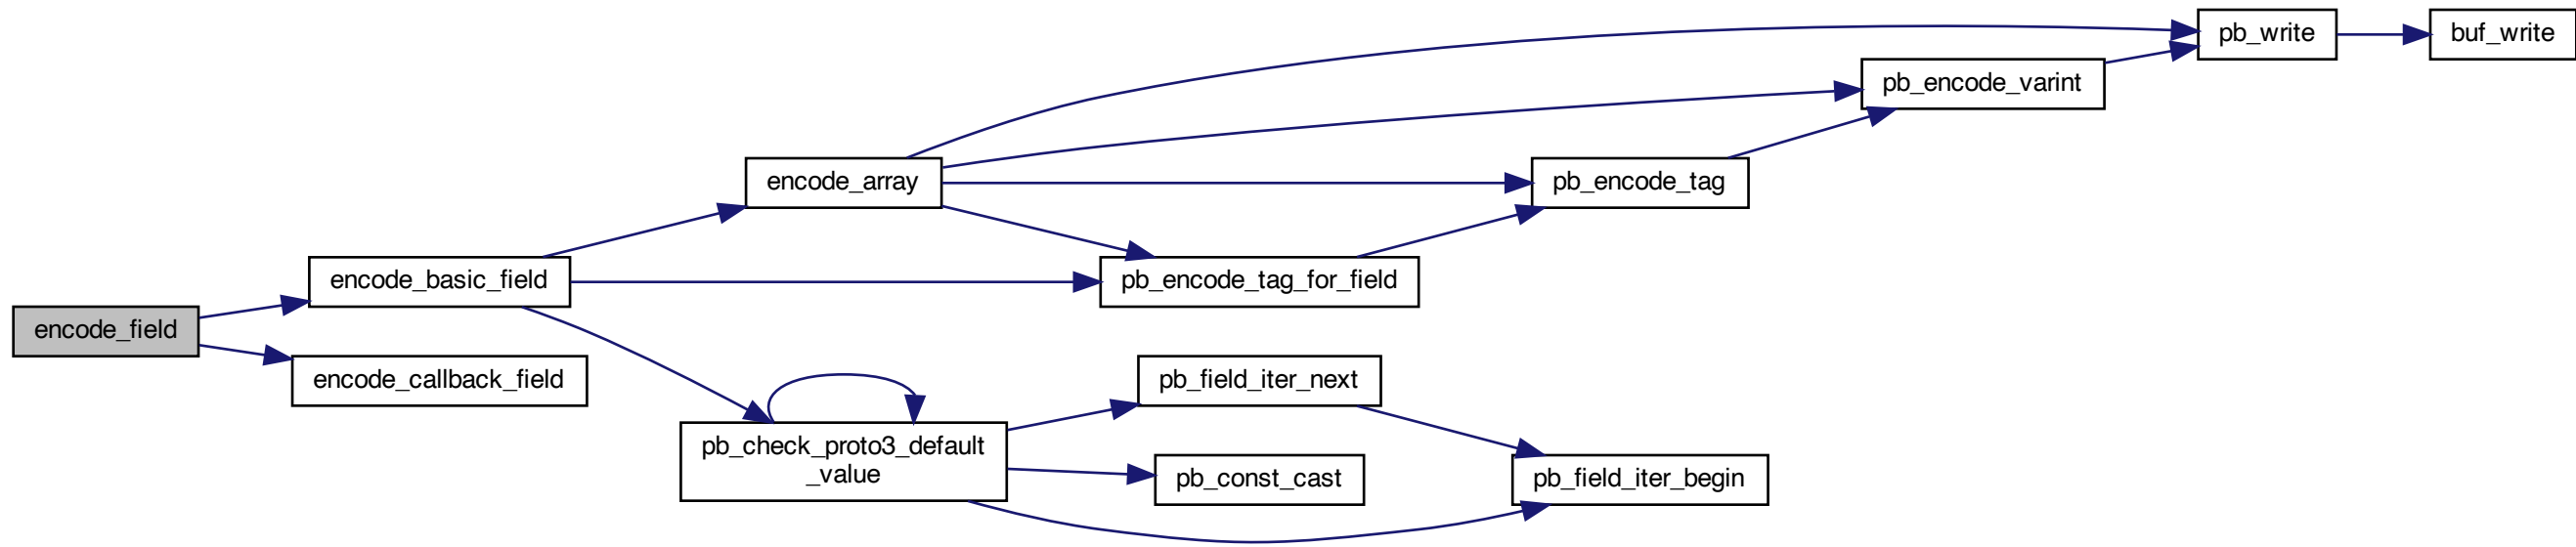 pb_write
buf_write
pb_encode_varint
encode_array
pb_encode_tag
encode_basic_field
pb_encode_tag_for_field
encode_field
encode_callback_field
pb_field_iter_next
pb_check_proto3_default
_value
pb_const_cast
pb_field_iter_begin